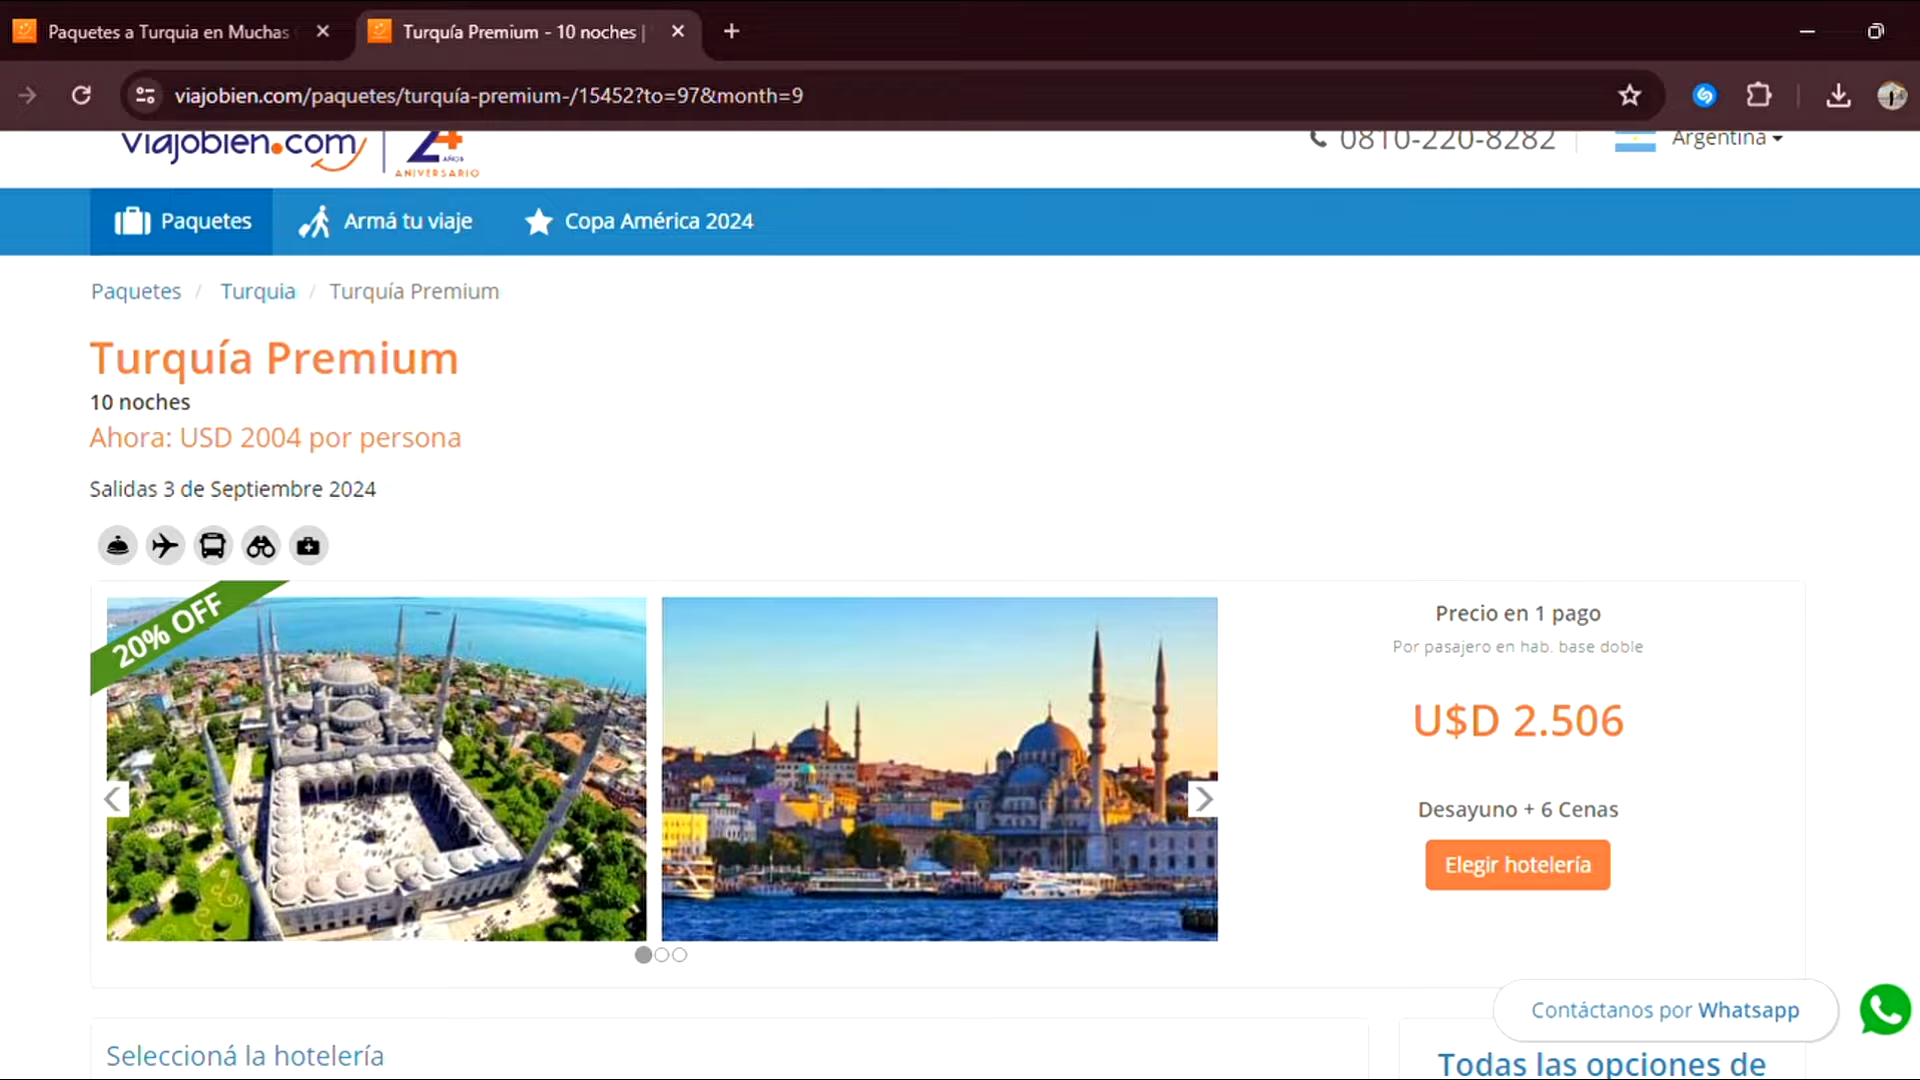 Paquetes a Turquia en Muchas
Turquía Premium - 10 noches |
viajobien.com/paquetes/turquía-premium-/15452?to=97&month=9
viajobien.com
24
AÑOS
ANIVERSARIO
0810-220-8282
Argentina
Paquetes
Armá tu viaje
Copa América 2024
Paquetes / Turquia / Turquía Premium
Turquía Premium
10 noches
Ahora: USD 2004 por persona
Salidas 3 de Septiembre 2024
20% OFF
Precio en 1 pago
Por pasajero en hab. base doble
U$D 2.506
Desayuno + 6 Cenas
Elegir hotelería
Contáctanos por Whatsapp
Seleccioná la hotelería
Todas las opciones de